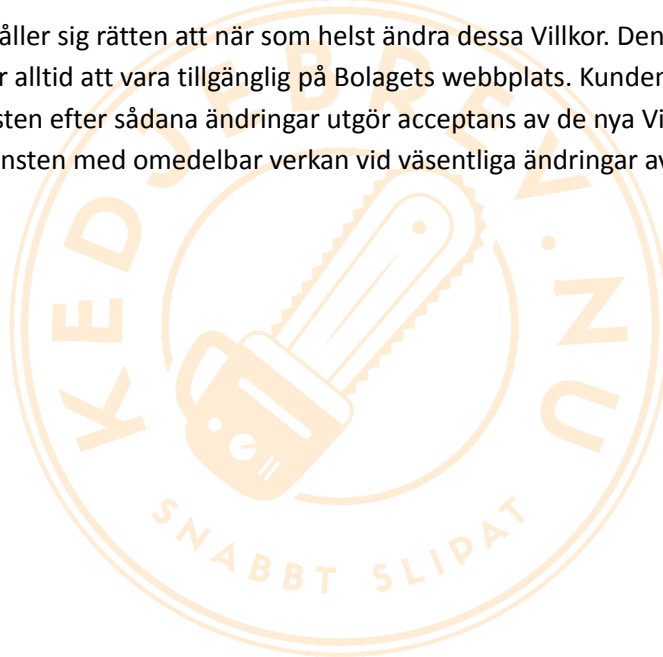 åller sig rätten att när som helst ändra dessa Villkor. Den
r alltid att vara tillgänglig på Bolagets webbplats. Kunden
sten efter sådana ändringar utgör acceptans av de nya Vi
nsten med omedelbar verkan vid väsentliga ändringar av
KEDJEBREV.NU
SNABBT SLIPAT